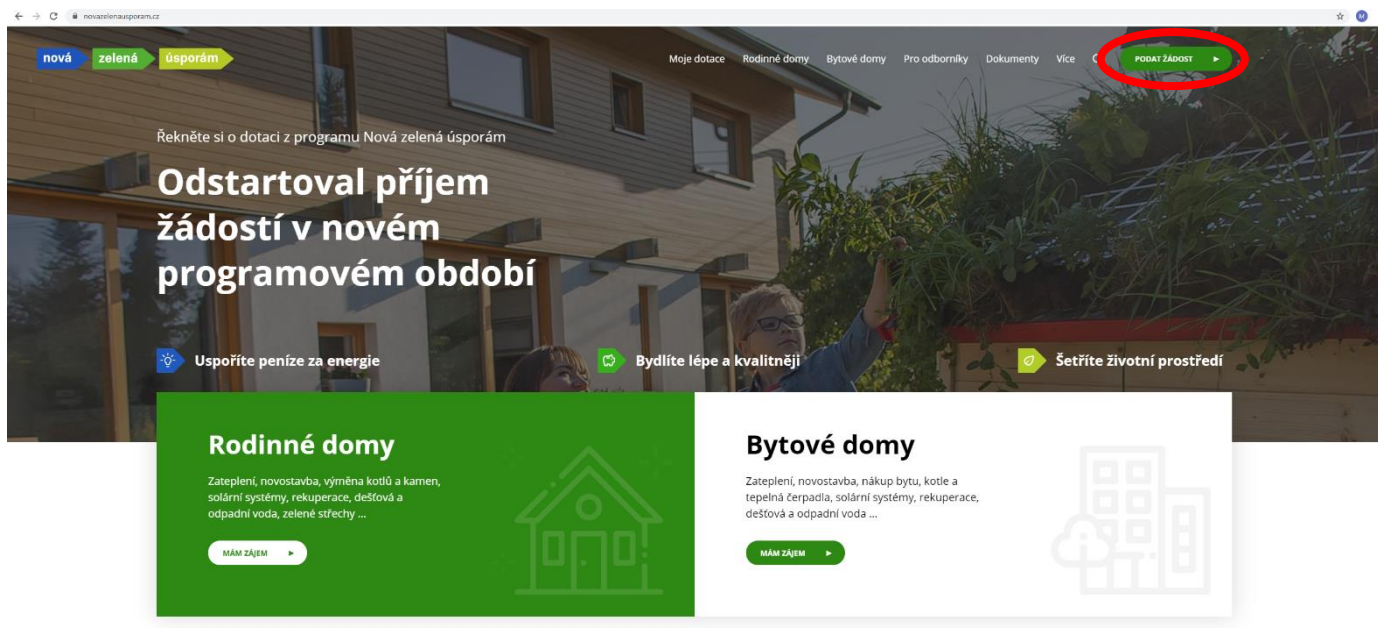 novazelenausporam.cz
M
nová zelená úsporám
Moje dotace Rodinné domy Bytové domy Pro odborníky Dokumenty Více PODAT ŽÁDOST
Řekněte si o dotaci z programu Nová zelená úsporám
Odstartoval příjem
žádostí v novém
programovém období
Uspoříte peníze za energie
Bydlíte lépe a kvalitněji
Šetříte životní prostředí
Rodinné domy
Zateplení, novostavba, výměna kotlů a kamen,
solární systémy, rekuperace, dešťová a
odpadní voda, zelené střechy ...
MÁM ZÁJEM
Bytové domy
Zateplení, novostavba, nákup bytu, kotle a
tepelná čerpadla, solární systémy, rekuperace,
dešťová a odpadní voda ...
MÁM ZÁJEM